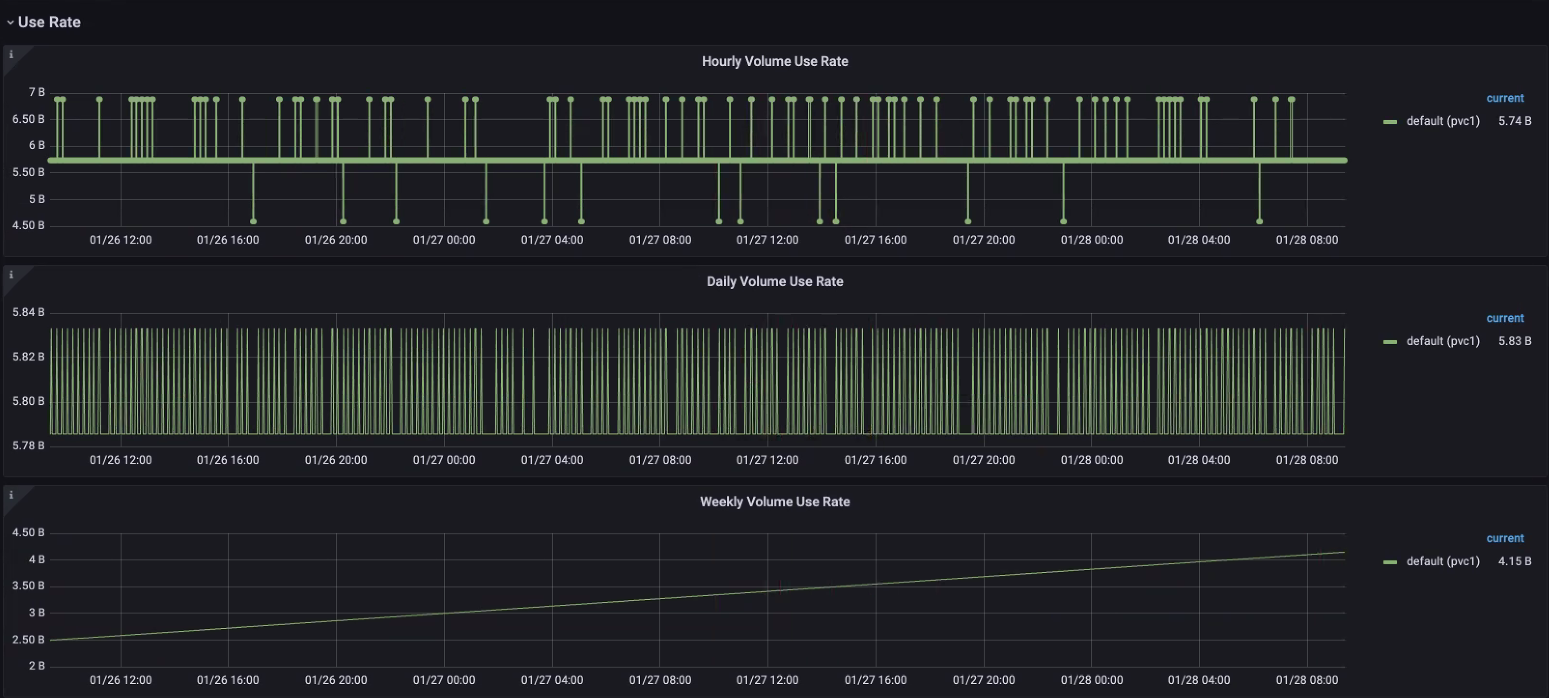 Use Rate
i
Hourly Volume Use Rate
7 B
6.50 B
6 B
5.50 B
5 B
4.50 B
01/26 12:00 01/26 16:00 01/26 20:00 01/27 00:00 01/27 04:00 01/27 08:00 01/27 12:00 01/27 16:00 01/27 20:00 01/28 00:00 01/28 04:00 01/28 08:00
current
default (pvc1) 5.74 B
i
Daily Volume Use Rate
5.84 B
5.82 B
5.80 B
5.78 B
01/26 12:00 01/26 16:00 01/26 20:00 01/27 00:00 01/27 04:00 01/27 08:00 01/27 12:00 01/27 16:00 01/27 20:00 01/28 00:00 01/28 04:00 01/28 08:00
current
default (pvc1) 5.83 B
i
Weekly Volume Use Rate
4.50 B
4 B
3.50 B
3 B
2.50 B
2 B
01/26 12:00 01/26 16:00 01/26 20:00 01/27 00:00 01/27 04:00 01/27 08:00 01/27 12:00 01/27 16:00 01/27 20:00 01/28 00:00 01/28 04:00 01/28 08:00
current
default (pvc1) 4.15 B